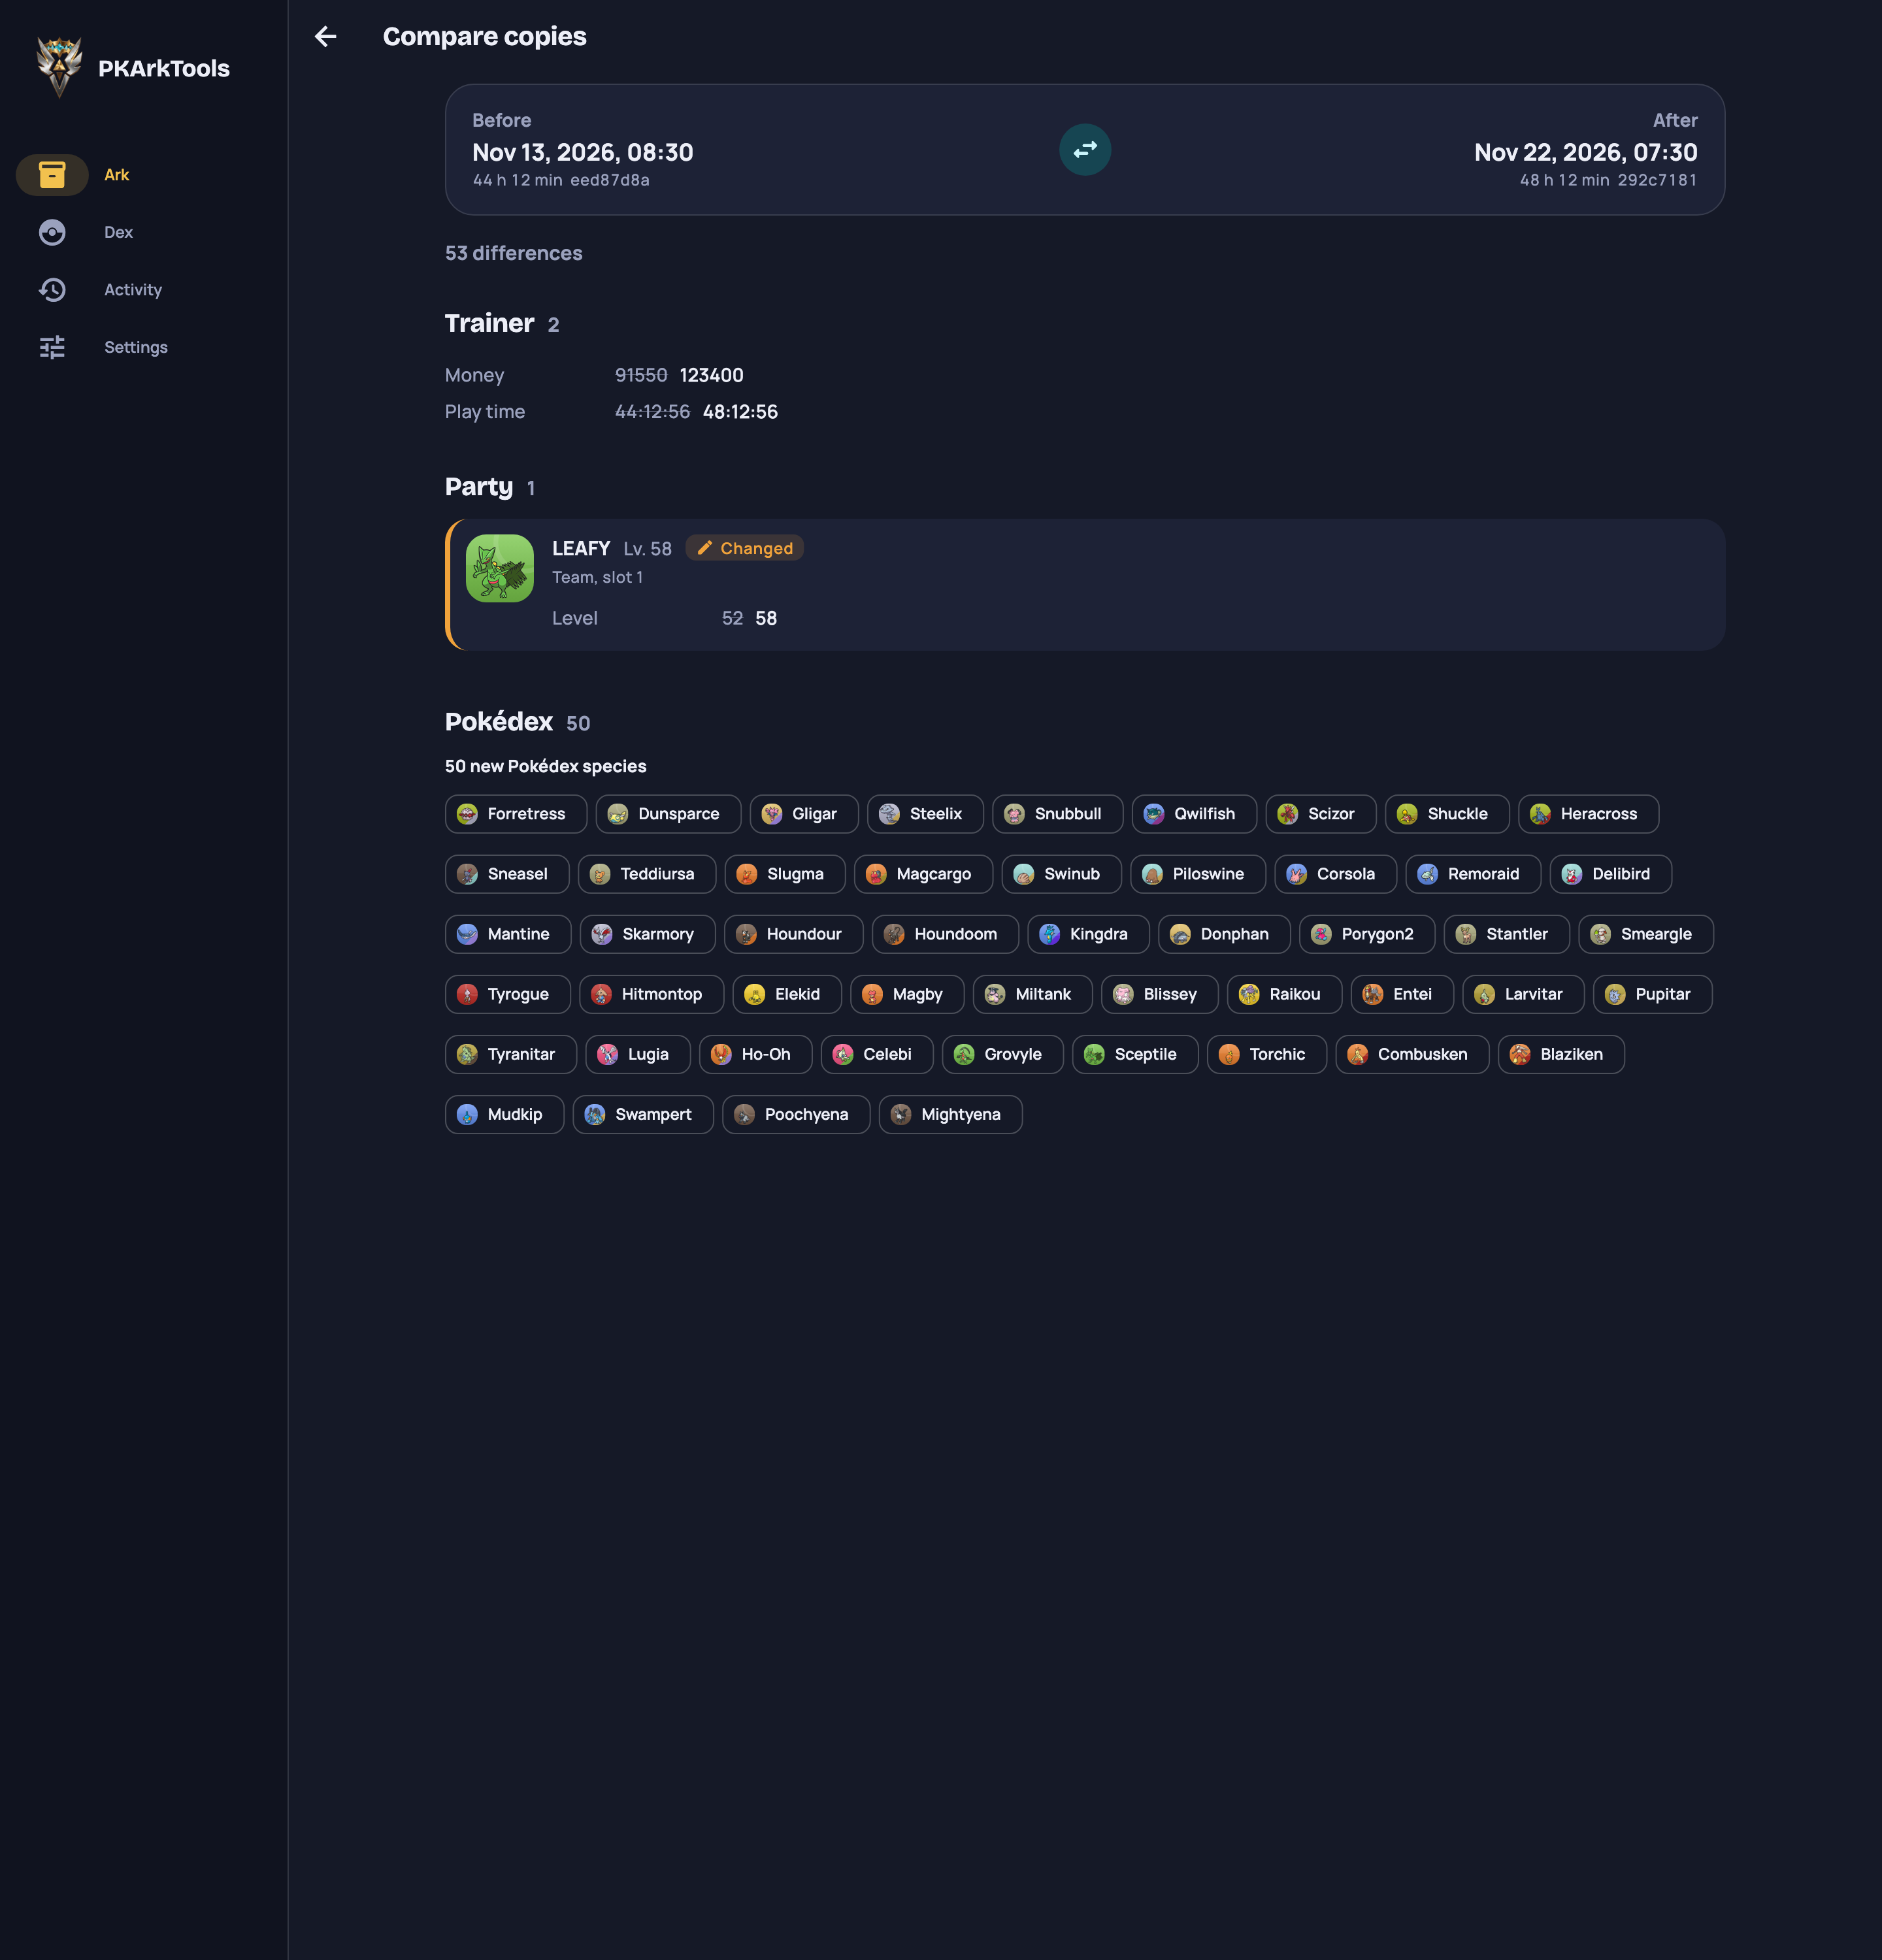 PKArkTools
Ark
Dex
Activity
Settings
Compare copies
Before
Nov 13, 2026, 08:30
44 h 12 min eed87d8a
After
Nov 22, 2026, 07:30
48 h 12 min 292c7181
53 differences
Trainer 2
Money 91550 123400
Play time 44:12:56 48:12:56
Party 1
LEAFY Lv. 58 Changed
Team, slot 1
Level 52 58
Pokédex 50
50 new Pokédex species
Forretress Dunsparce Gligar Steelix Snubbull Qwilfish Scizor Shuckle Heracross
Sneasel Teddiursa Slugma Magcargo Swinub Piloswine Corsola Remoraid Delibird
Mantine Skarmory Houndour Houndoom Kingdra Donphan Porygon2 Stantler Smeargle
Tyrogue Hitmontop Elekid Magby Miltank Blissey Raikou Entei Larvitar Pupitar
Tyranitar Lugia Ho-Oh Celebi Grovyle Sceptile Torchic Combusken Blaziken
Mudkip Swampert Poochyena Mightyena